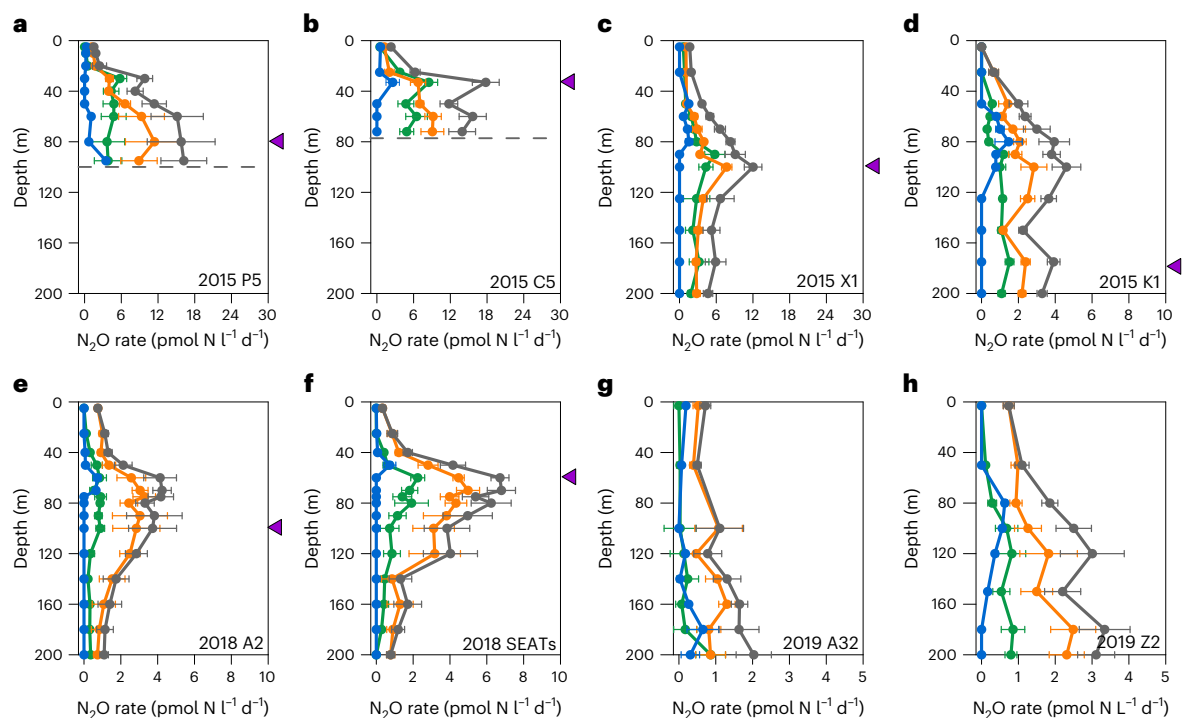 a
b
c
d
0
40
80
120
160
200
Depth (m)
2015 P5
0 6 12 18 24 30
N₂O rate (pmol N l⁻¹ d⁻¹)
0
40
80
120
160
200
Depth (m)
2015 C5
0 6 12 18 24 30
N₂O rate (pmol N l⁻¹ d⁻¹)
0
40
80
120
160
200
Depth (m)
2015 X1
0 6 12 18 24 30
N₂O rate (pmol N l⁻¹ d⁻¹)
0
40
80
120
160
200
Depth (m)
2015 K1
0 2 4 6 8 10
N₂O rate (pmol N l⁻¹ d⁻¹)
e
f
g
h
0
40
80
120
160
200
Depth (m)
2018 A2
0 2 4 6 8 10
N₂O rate (pmol N l⁻¹ d⁻¹)
0
40
80
120
160
200
Depth (m)
2018 SEATs
0 2 4 6 8 10
N₂O rate (pmol N l⁻¹ d⁻¹)
0
40
80
120
160
200
Depth (m)
2019 A32
0 1 2 3 4 5
N₂O rate (pmol N l⁻¹ d⁻¹)
0
40
80
120
160
200
Depth (m)
2019 Z2
0 1 2 3 4 5
N₂O rate (pmol N L⁻¹ d⁻¹)